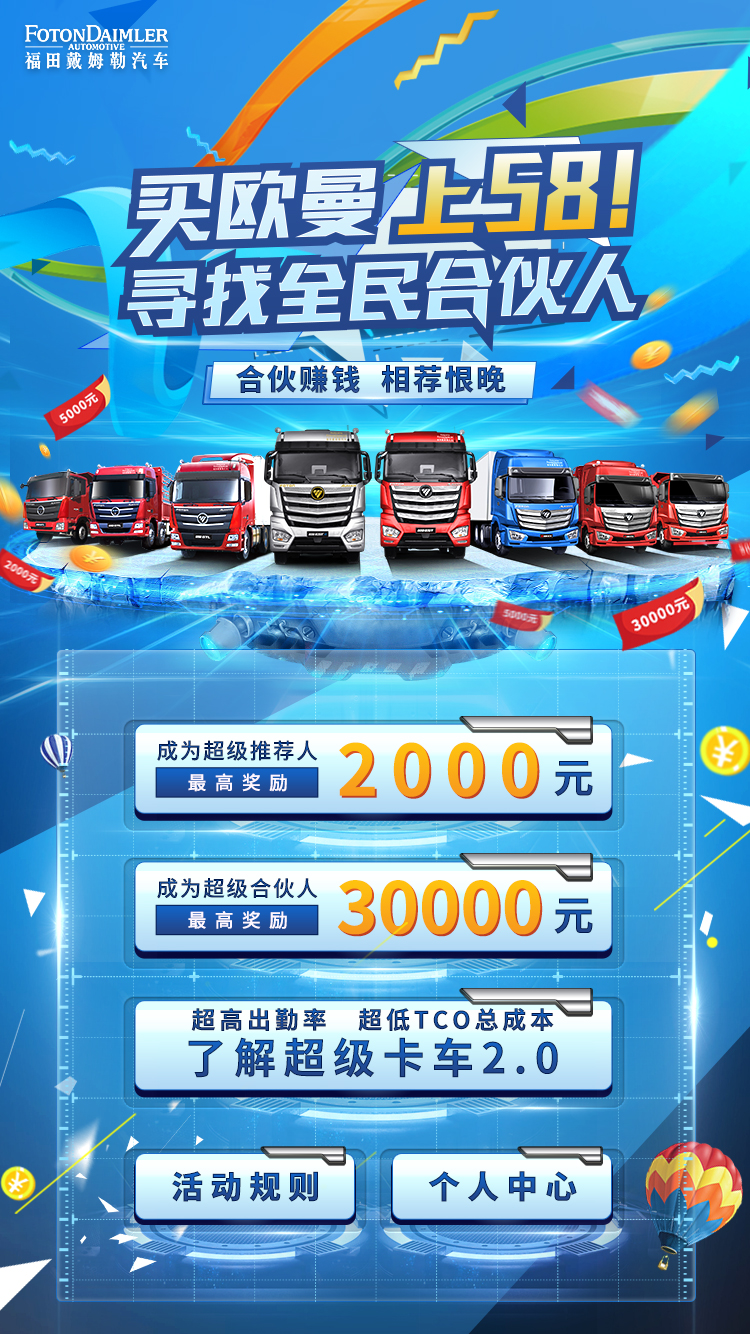 FOTONDAIMLER
AUTOMOTIVE
福田戴姆勒汽车
买欧曼上58!
寻找全民合伙人
合伙赚钱 相荐恨晚
5000元
2000元
5000元
30000元
成为超级推荐人
最高奖励
2000元
成为超级合伙人
最高奖励
30000元
超高出勤率 超低TCO总成本
了解超级卡车2.0
活动规则
个人中心